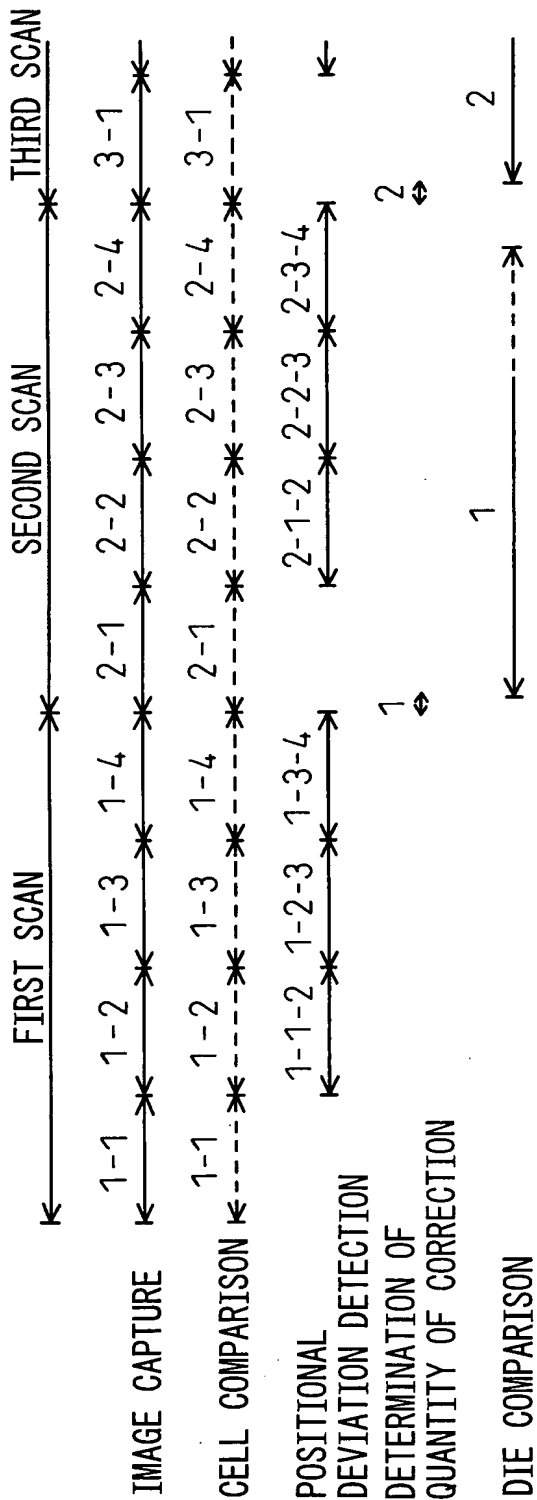 FIRST SCAN SECOND SCAN THIRD SCAN
IMAGE CAPTURE 1-1 1-2 1-3 1-4 2-1 2-2 2-3 2-4 3-1
CELL COMPARISON 1-1 1-2 1-3 1-4 2-1 2-2 2-3 2-4 3-1
POSITIONAL
DEVIATION DETECTION 1-1-2 1-2-3 1-3-4 2-1-2 2-2-3 2-3-4
DETERMINATION OF
QUANTITY OF CORRECTION 1 2
DIE COMPARISON 1 2